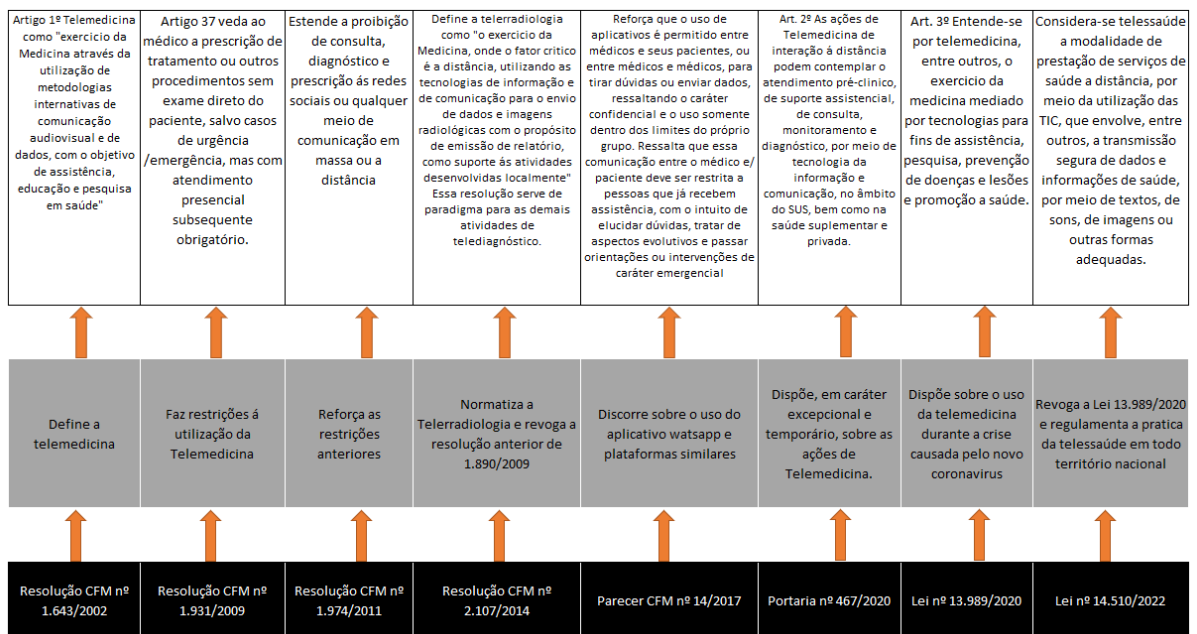 Artigo 1º Telemedicina
como "exercicio da
Medicina através da
utilização de
metodologias
internativas de
comunicação
audiovisual e de
dados, com o objetivo
de assistência,
educação e pesquisa
em saúde"
Artigo 37 veda ao
médico a prescrição de
tratamento ou outros
procedimentos sem
exame direto do
paciente, salvo casos
de urgência
/emergência, mas com
atendimento
presencial
subsequente
obrigatório.
Estende a proibição
de consulta,
diagnóstico e
prescrição ás redes
sociais ou qualquer
meio de
comunicação em
massa ou a
distância
Define a telerradiologia
como "o exercicio da
Medicina, onde o fator critico
é a distância, utilizando as
tecnologias de informação e
de comunicação para o envio
de dados e imagens
radiológicas com o propósito
de emissão de relatório,
como suporte ás atividades
desenvolvidas localmente"
Essa resolução serve de
paradigma para as demais
atividades de
telediagnóstico.
Reforça que o uso de
aplicativos é permitido entre
médicos e seus pacientes, ou
entre médicos e médicos, para
tirar dúvidas ou enviar dados,
ressaltando o caráter
confidencial e o uso somente
dentro dos limites do próprio
grupo. Ressalta que essa
comunicação entre o médico e/
paciente deve ser restrita a
pessoas que já recebem
assistência, com o intuito de
elucidar dúvidas, tratar de
aspectos evolutivos e passar
orientações ou intervenções de
caráter emergencial
Art. 2º As ações de
Telemedicina de
interação á distância
podem contemplar o
atendimento pré-clinico,
de suporte assistencial,
de consulta,
monitoramento e
diagnóstico, por meio de
tecnologia da
informação e
comunicação, no âmbito
do SUS, bem como na
saúde suplementar e
privada.
Art. 3º Entende-se
por telemedicina,
entre outros, o
exercicio da
medicina mediado
por tecnologias para
fins de assistência,
pesquisa, prevenção
de doenças e lesões
e promoção a saúde.
Considera-se telessaúde
a modalidade de
prestação de serviços de
saúde a distância, por
meio da utilização das
TIC, que envolve, entre
outros, a transmissão
segura de dados e
informações de saúde,
por meio de textos, de
sons, de imagens ou
outras formas
adequadas.
Define a
telemedicina
Faz restrições á
utilização da
Telemedicina
Reforça as
restrições
anteriores
Normatiza a
Telerradiologia e revoga a
resolução anterior de
1.890/2009
Discorre sobre o uso do
aplicativo watsapp e
plataformas similares
Dispõe, em caráter
excepcional e
temporário, sobre as
ações de
Telemedicina.
Dispõe sobre o uso
da telemedicina
durante a crise
causada pelo novo
coronavirus
Revoga a Lei 13.989/2020
e regulamenta a pratica
da telessaúde em todo
território nacional
Resolução CFM nº
1.643/2002
Resolução CFM nº
1.931/2009
Resolução CFM nº
1.974/2011
Resolução CFM nº
2.107/2014
Parecer CFM nº 14/2017
Portaria nº 467/2020
Lei nº 13.989/2020
Lei nº 14.510/2022